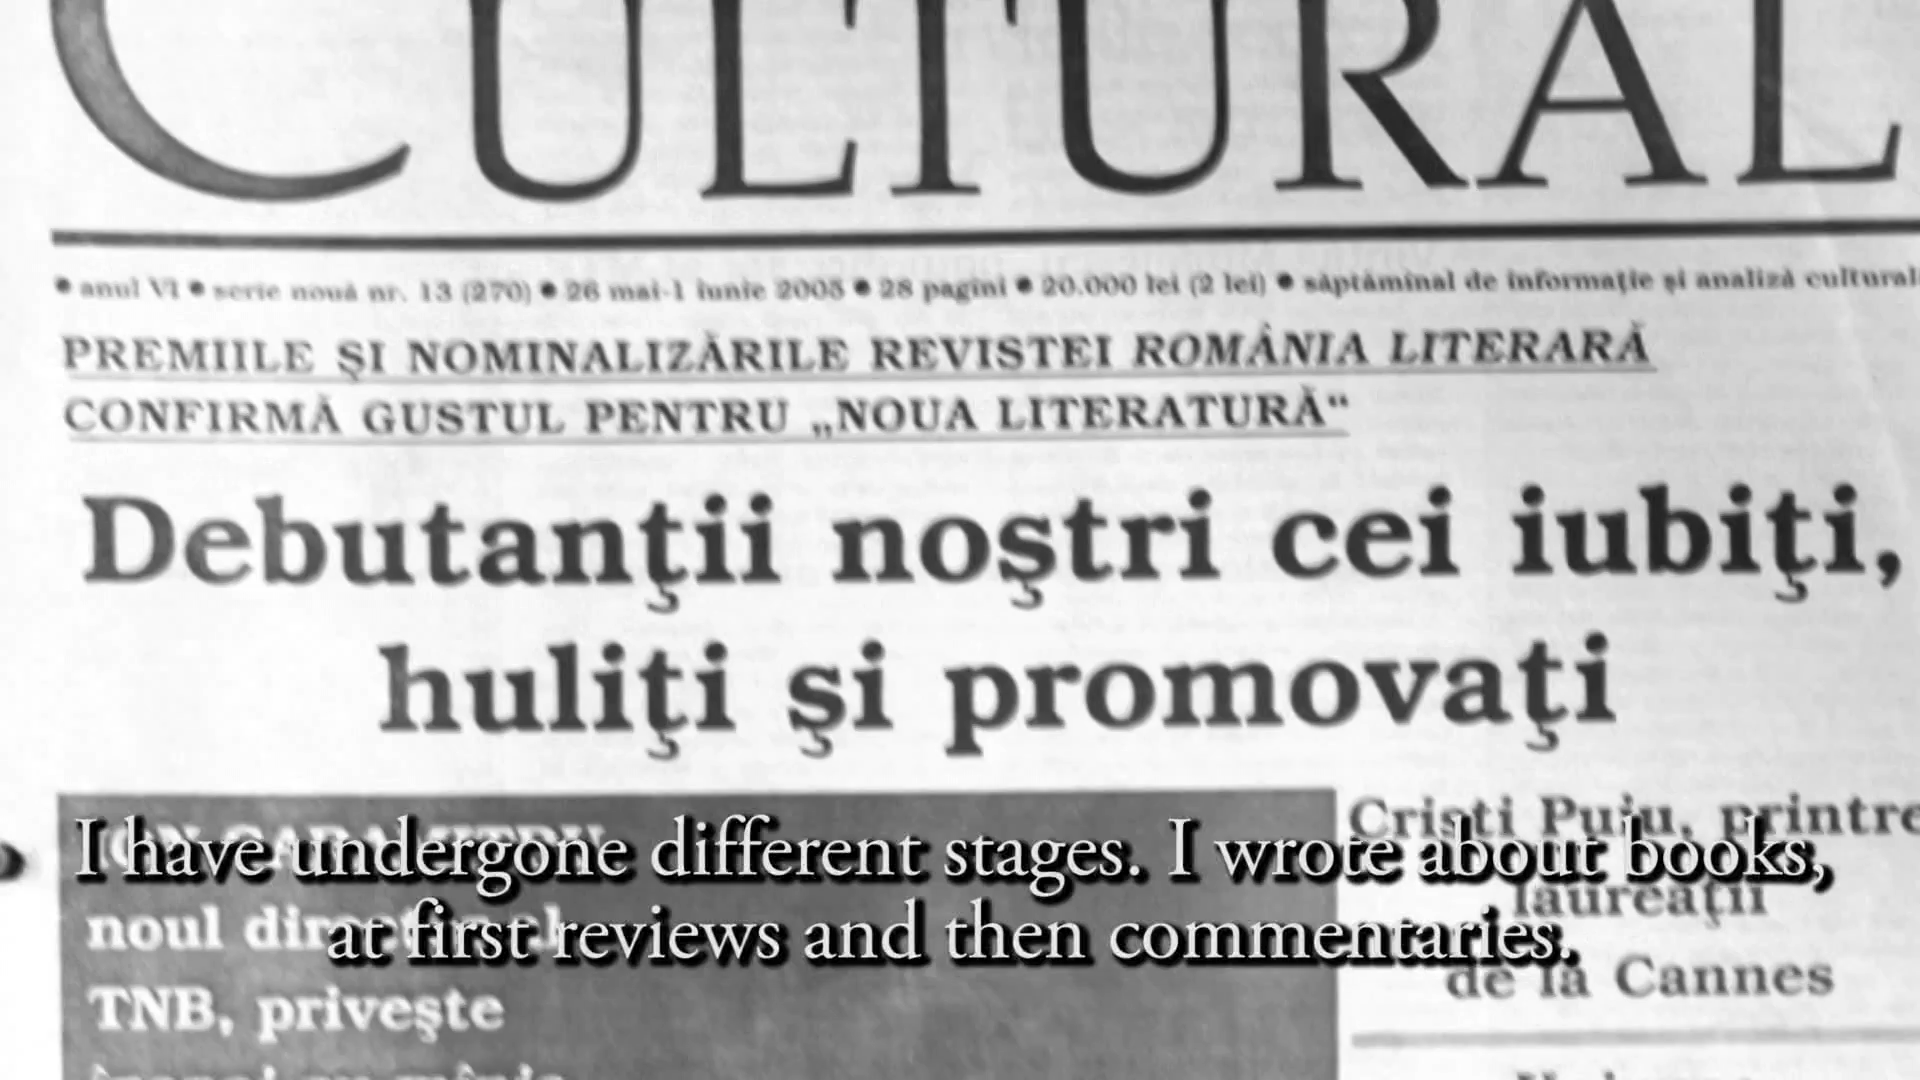 CULTURAL
• anul VI • serie nouă nr. 13 (270) • 26 mai-1 iunie 2005 • 28 pagini • 20.000 lei (2 lei) • săptămînal de informaţie şi analiză
PREMIILE ŞI NOMINALIZĂRILE REVISTEI ROMÂNIA LITERARĂ
CONFIRMĂ GUSTUL PENTRU „NOUA LITERATURĂ“
Debutanţii noştri cei iubiţi,
huliţi şi promovaţi
ION CARAMITRU
noul
TNB, priveşte
Cristi Puiu, printre
laureaţii
de la Cannes
I have undergone different stages. I wrote about books,
at first reviews and then commentaries.